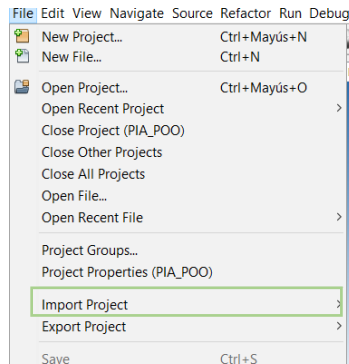 File Edit View Navigate Source Refactor Run Debug
New Project... Ctrl+Mayús+N
New File... Ctrl+N
Open Project... Ctrl+Mayús+O
Open Recent Project >
Close Project (PIA_POO)
Close Other Projects
Close All Projects
Open File...
Open Recent File >
Project Groups...
Project Properties (PIA_POO)
Import Project >
Export Project >
Save Ctrl+S